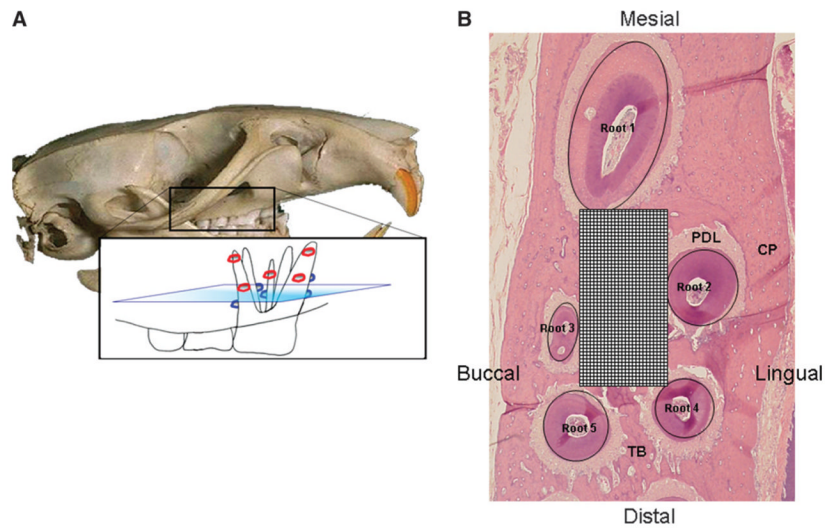 A
B
Mesial
Root 1
PDL
CP
Root 2
Root 3
Buccal
Lingual
Root 4
Root 5
TB
Distal